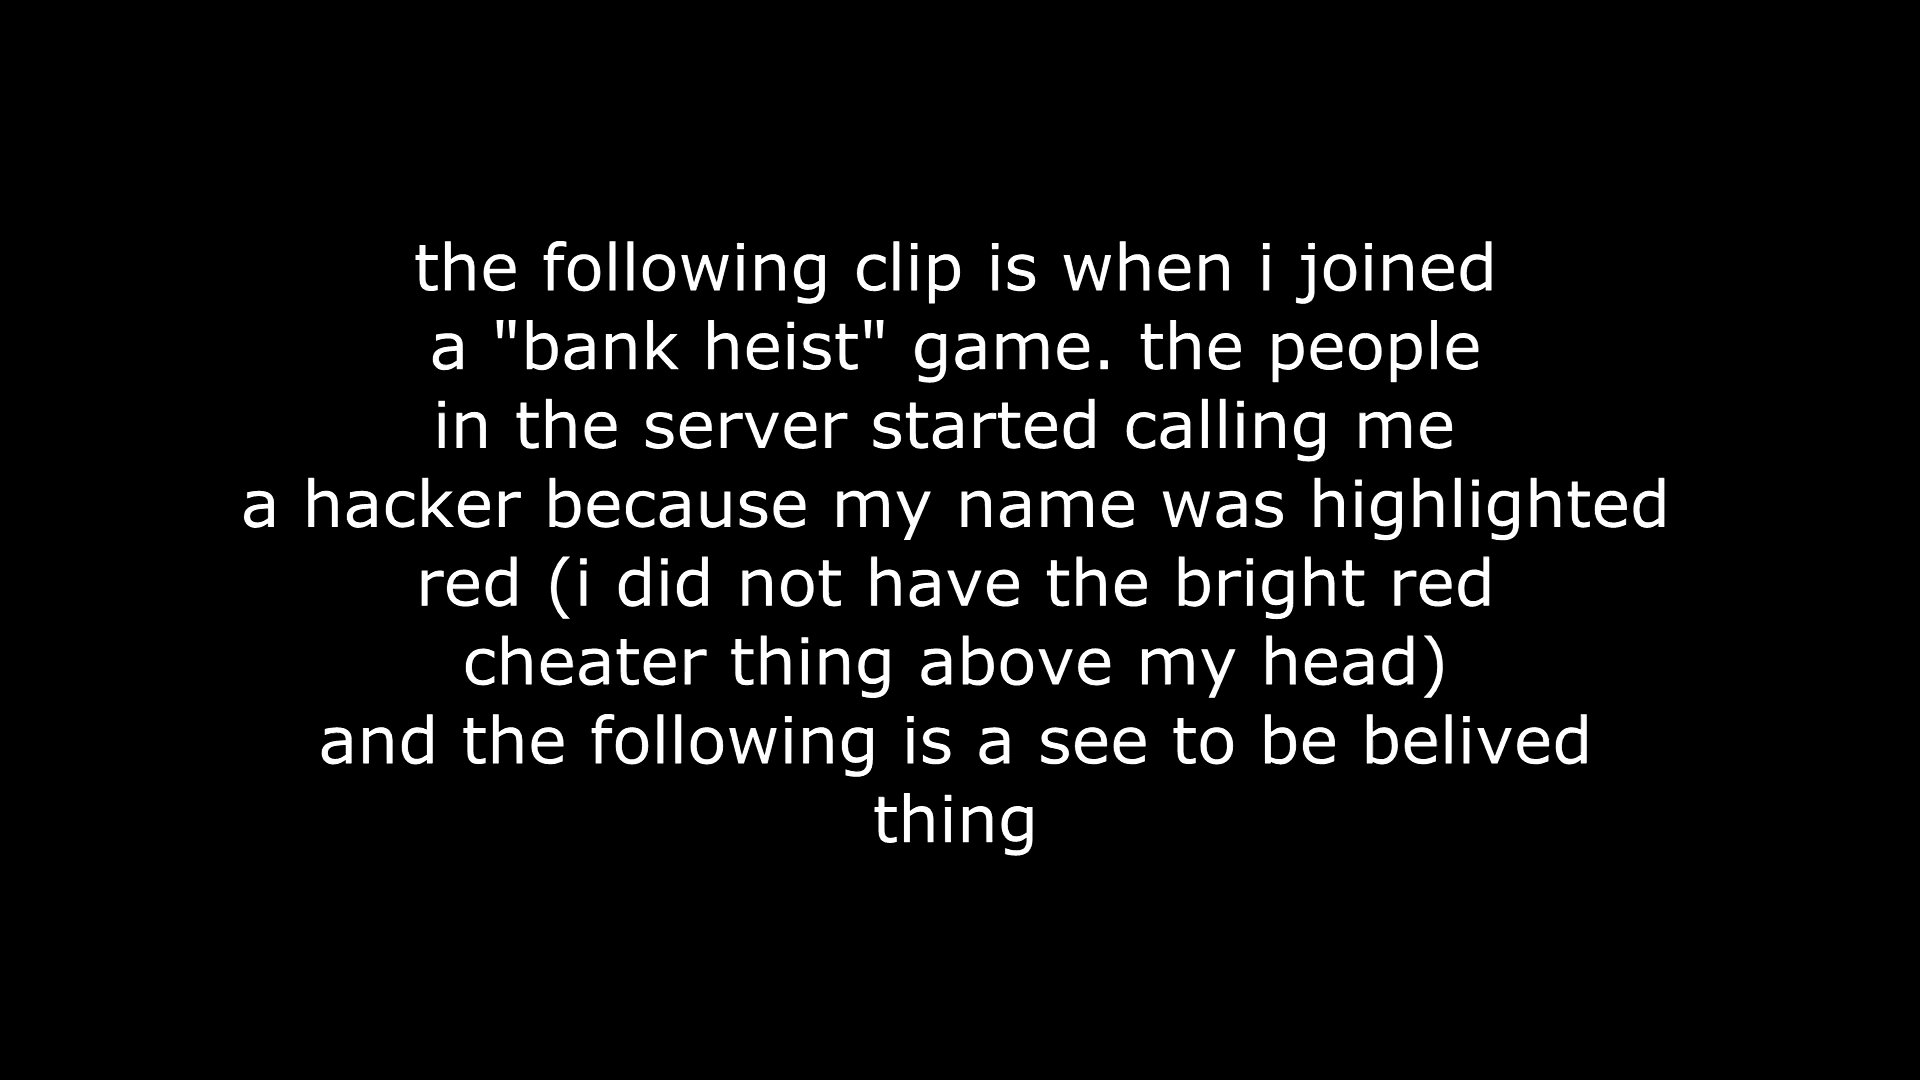 the following clip is when i joined
a "bank heist" game. the people
in the server started calling me
a hacker because my name was highlighted
red (i did not have the bright red
cheater thing above my head)
and the following is a see to be belived
thing